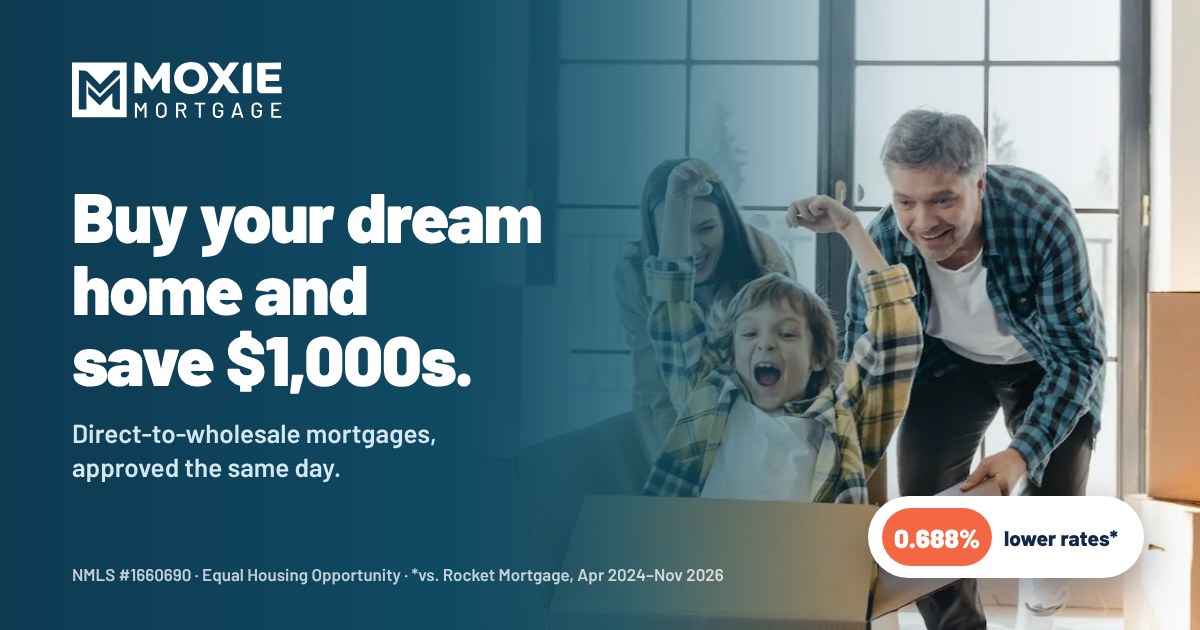 MOXIE
MORTGAGE
Buy your dream
home and
save $1,000s.
Direct-to-wholesale mortgages,
approved the same day.
0.688% lower rates*
NMLS #1660690 · Equal Housing Opportunity · *vs. Rocket Mortgage, Apr 2024–Nov 2026